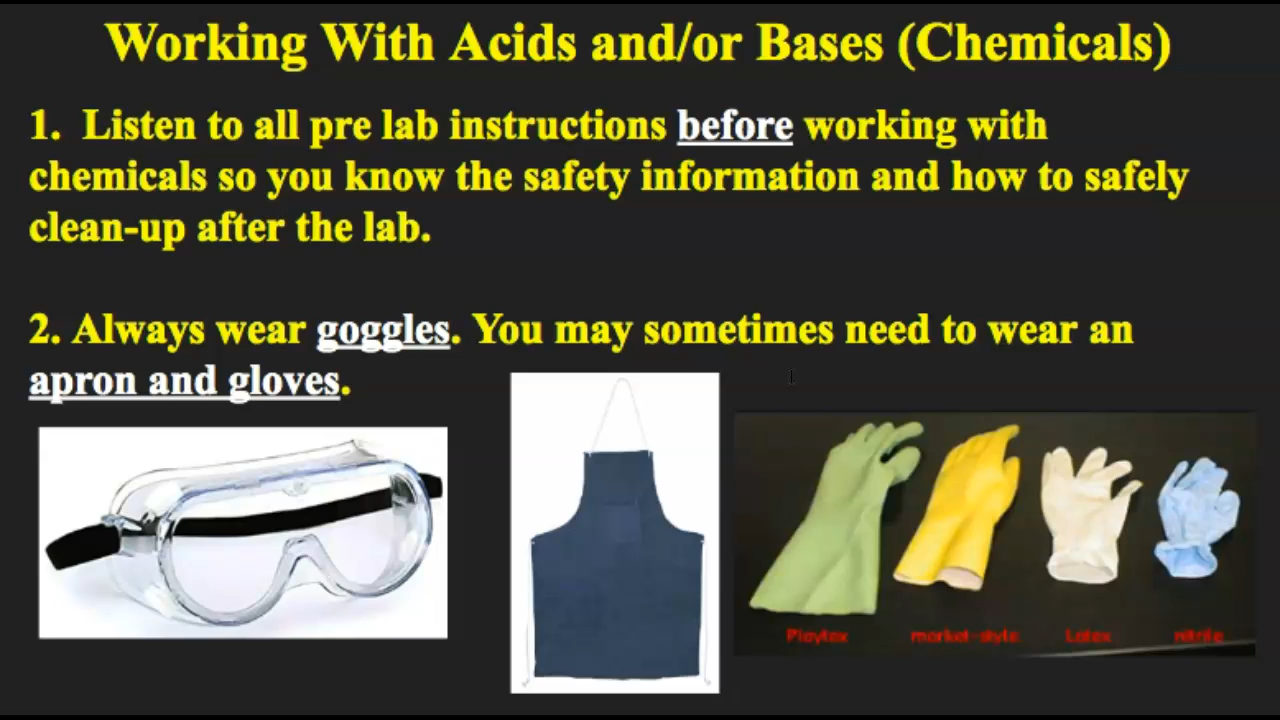 Working With Acids and/or Bases (Chemicals)
1. Listen to all pre lab instructions before working with
chemicals so you know the safety information and how to safely
clean-up after the lab.
2. Always wear goggles. You may sometimes need to wear an
apron and gloves.
Playtex market-style Latex nitrile